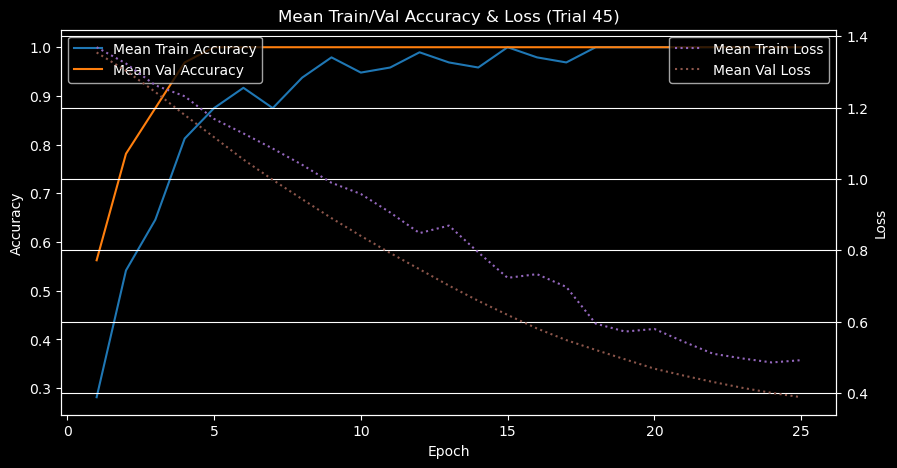 Mean Train/Val Accuracy & Loss (Trial 45)
Mean Train Accuracy
Mean Val Accuracy
Mean Train Loss
Mean Val Loss
1.0
0.9
0.8
0.7
0.6
0.5
0.4
0.3
Accuracy
1.4
1.2
1.0
0.8
0.6
0.4
Loss
0
5
10
15
20
25
Epoch